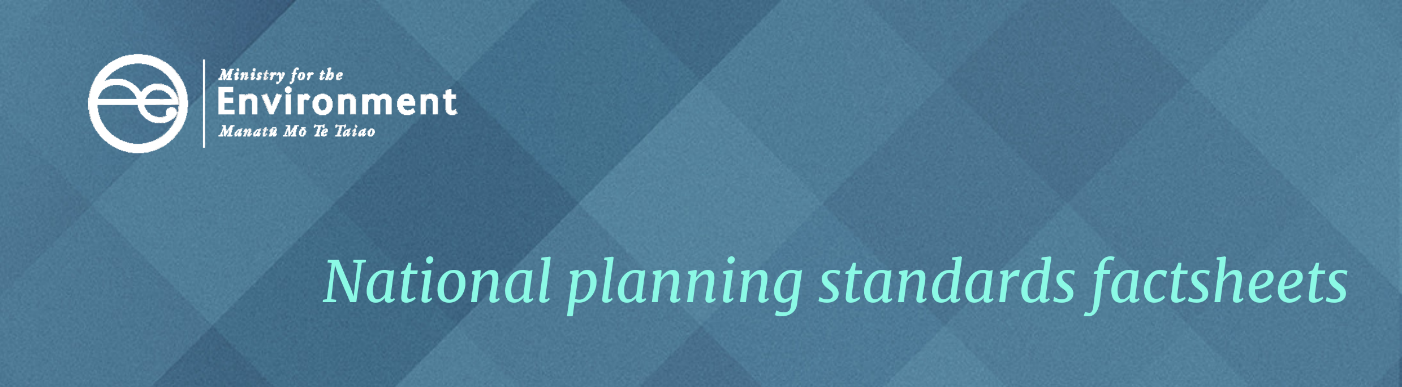 Ministry for the
Environment
Manatū Mō Te Taiao
National planning standards factsheets